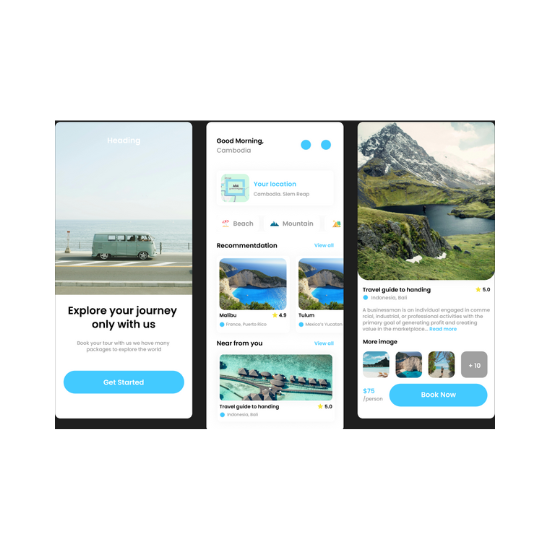 Heading
Explore your journey
only with us
Book your tour with us we have many
packages to explore the world
Get Started
Good Morning,
Cambodia
Your location
Cambodia, Siem Reap
Beach
Mountain
Recommentdation
View all
Malibu
4.5
France, Puerto Rico
Tulum
Mexico's
Near from you
View all
Travel guide to handing
5.0
Indonesia, Bali
Travel guide to handing
5.0
Indonesia, Bali
A businessman is an individual engaged in comme
rcial, industrial, or professional activities with the
primary goal of generating profit and creating
value in the marketplace... Read more
More image
+ 10
$75
/person
Book Now